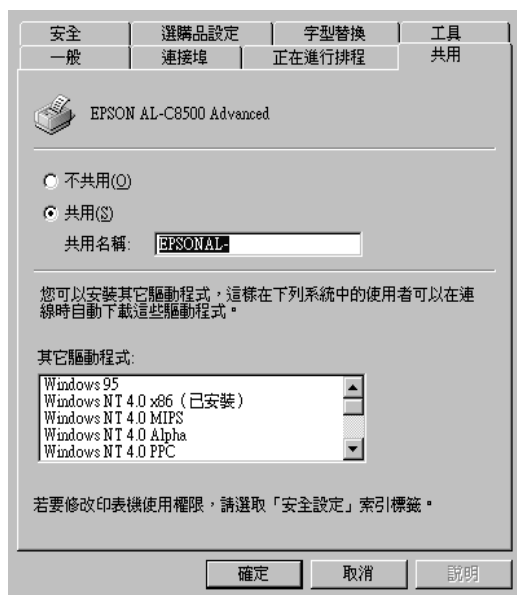 安全 選購品設定 字型替換 工具
一般 連接埠 正在進行排程 共用
EPSON AL-C8500 Advanced
不共用(O)
共用(S)
共用名稱: EPSONAL-
您可以安裝其它驅動程式，這樣在下列系統中的使用者可以在連
線時自動下載這些驅動程式。
其它驅動程式:
Windows 95
Windows NT 4.0 x86（已安裝）
Windows NT 4.0 MIPS
Windows NT 4.0 Alpha
Windows NT 4.0 PPC
若要修改印表機使用權限，請選取「安全設定」索引標籤。
確定 取消 說明